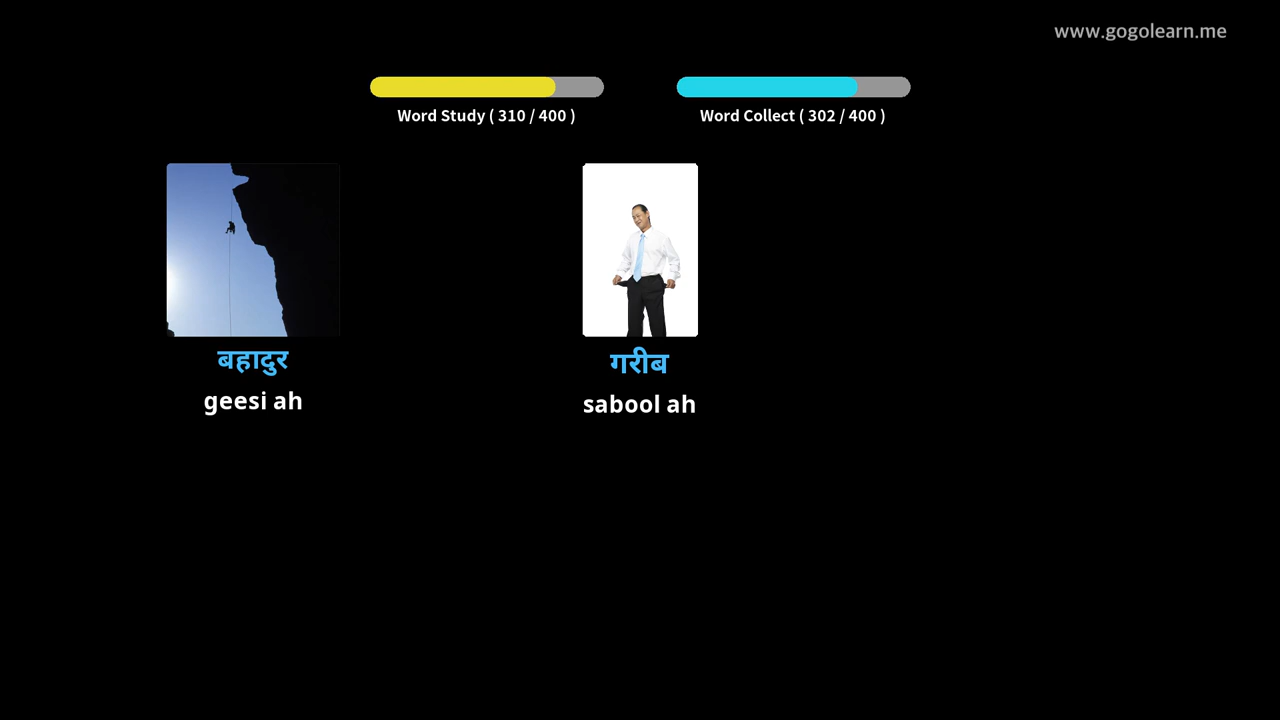 www.gogolearn.me
Word Study ( 310 / 400 )
Word Collect ( 302 / 400 )
बहादुर
geesi ah
गरीब
sabool ah